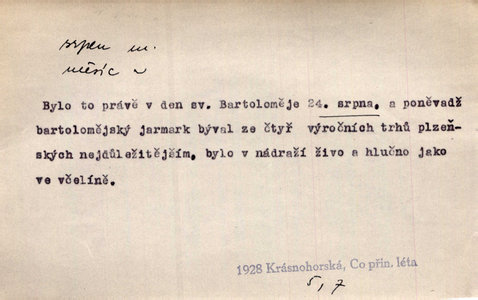 srpen m.
měsíc
Bylo to právě v den sv. Bartoloměje 24. srpna, a poněvadž
bartolomějský jarmark býval ze čtyř výročních trhů plzeň-
ských nejdůležitějším, bylo v nádraží živo a hlučno jako
ve včelíně.
1928 Krásnohorská, Co přin. léta
5, 7